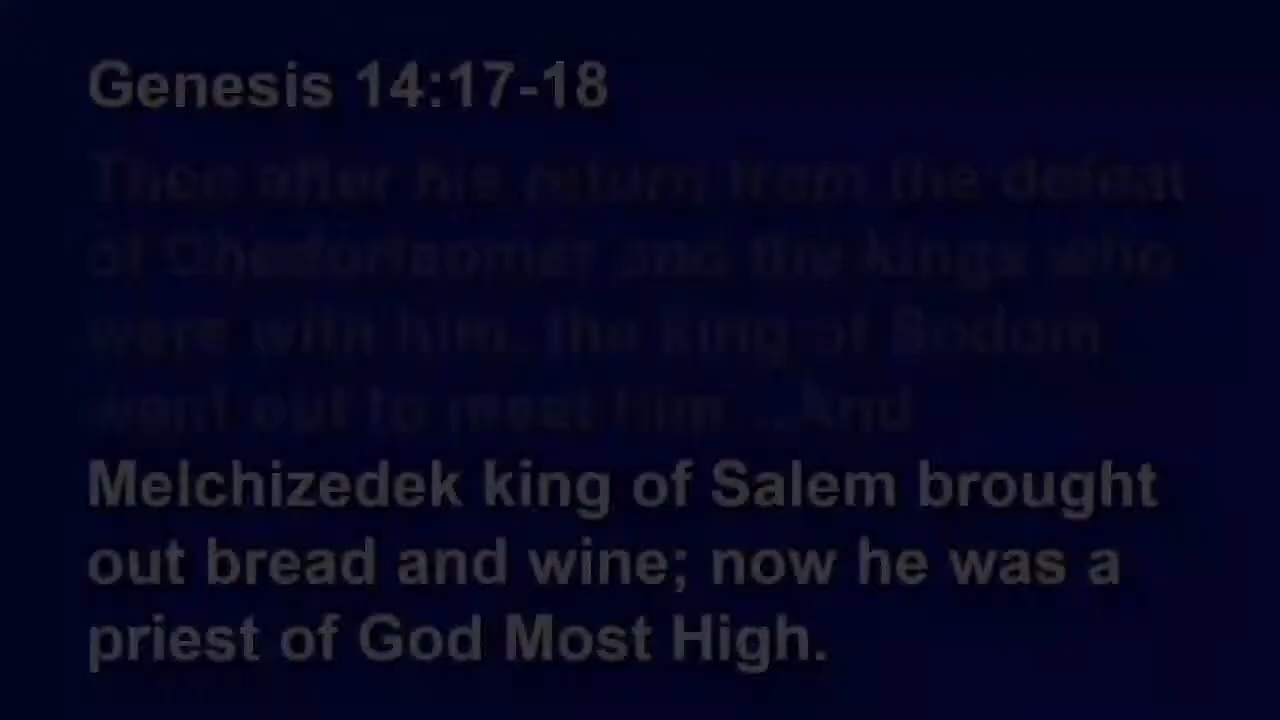 Genesis 14:17-18
Then after his return from the defeat
of Chedorlaomer and the kings who
were with him, the king of Sodom
went out to meet him ...And
Melchizedek king of Salem brought
out bread and wine; now he was a
priest of God Most High.